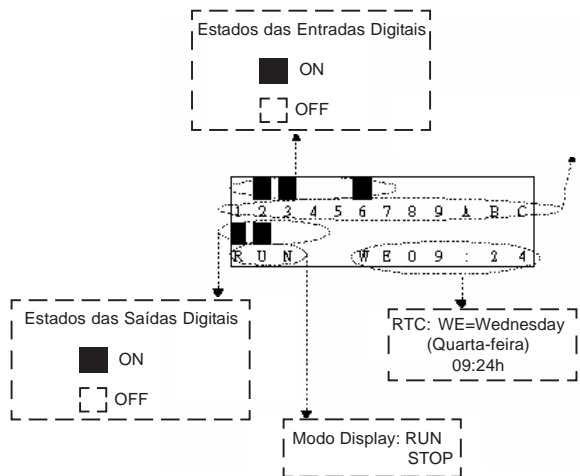 Estados das Entradas Digitais
ON
OFF
1 2 3 4 5 6 7 8 9 A B C
R U N W E 0 9 : 2 4
Estados das Saídas Digitais
ON
OFF
RTC: WE=Wednesday
(Quarta-feira)
09:24h
Modo Display: RUN
STOP